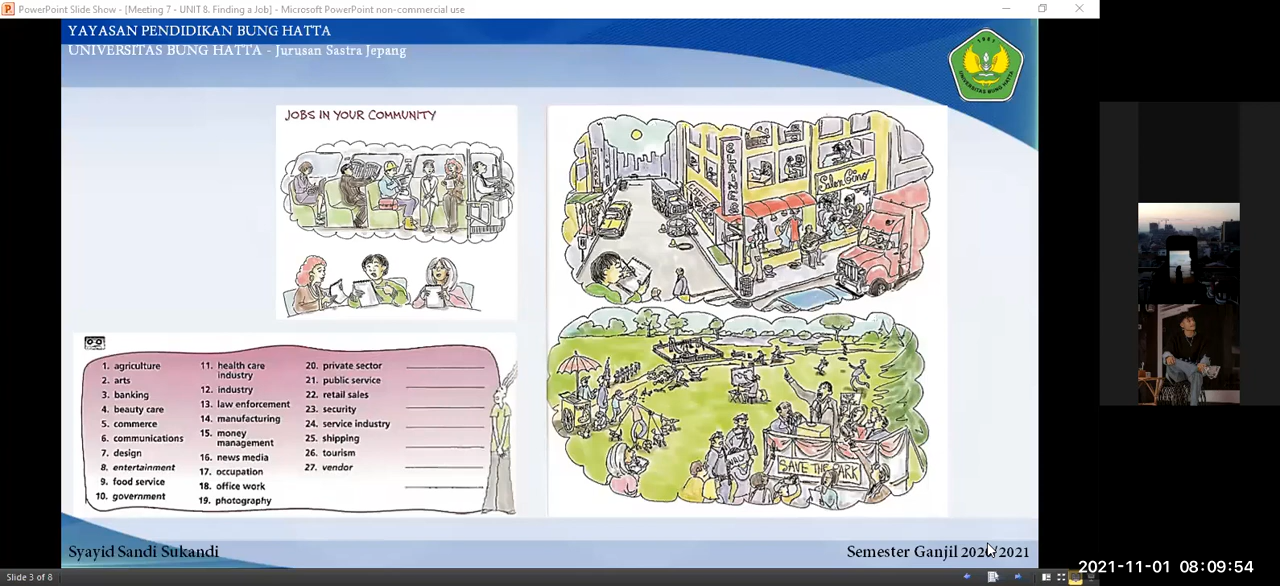 PowerPoint Slide Show - [Meeting 7 - UNIT 8. Finding a Job] - Microsoft PowerPoint non-commercial use
YAYASAN PENDIDIKAN BUNG HATTA
UNIVERSITAS BUNG HATTA - Jurusan Sastra Jepang
JOBS IN YOUR COMMUNITY
ELAINE'S
Salon Gino
SAVE THE PARK
1. agriculture
2. arts
3. banking
4. beauty care
5. commerce
6. communications
7. design
8. entertainment
9. food service
10. government
11. health care
industry
12. industry
13. law enforcement
14. manufacturing
15. money
management
16. news media
17. occupation
18. office work
19. photography
20. private sector
21. public service
22. retail sales
23. security
24. service industry
25. shipping
26. tourism
27. vendor
Syayid Sandi Sukandi
Semester Ganjil 2020/2021
Slide 3 of 8
2021-11-01 08:09:54